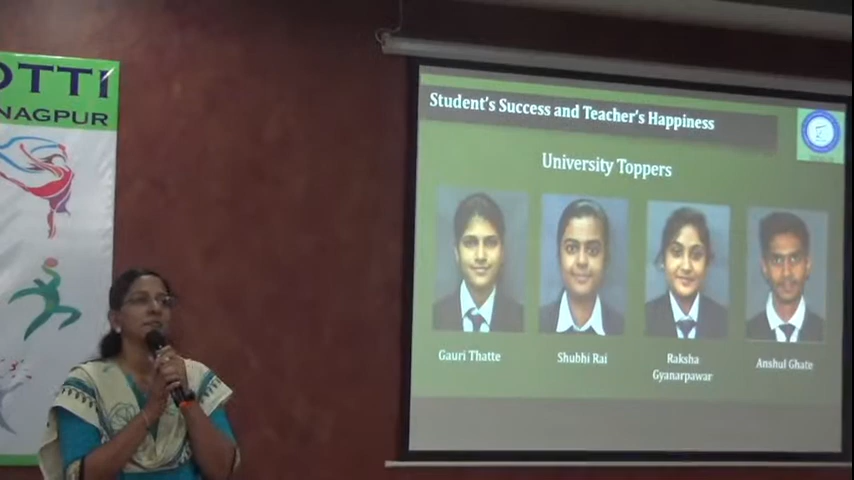 OTTI
NAGPUR
Student's Success and Teacher's Happiness
University Toppers
Gauri Thatte
Shubhi Rai
Raksha
Gyanarpawar
Anshul Ghate